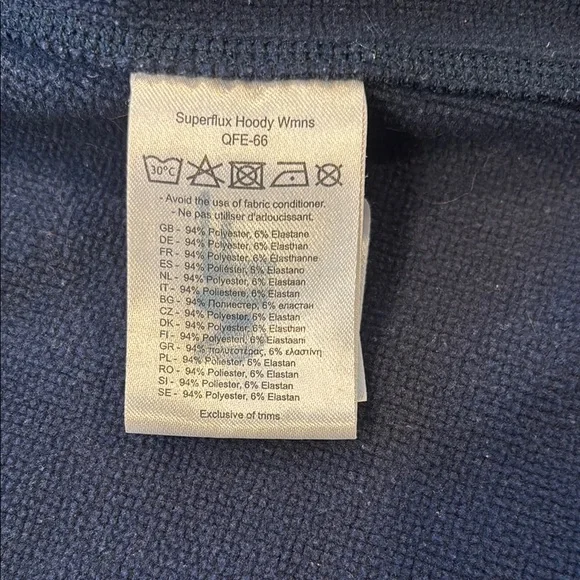 Superflux Hoody Wmns
QFE-66
30°C
- Avoid the use of fabric conditioner.
- Ne pas utiliser d'adoucissant.
GB - 94% Polyester, 6% Elastane
DE - 94% Polyester, 6% Elasthan
FR - 94% Polyester, 6% Elasthanne
ES - 94% Poliéster, 6% Elastano
NL - 94% Polyester, 6% Elastaan
IT - 94% Poliestere, 6% Elastan
BG - 94% Полиестер, 6% еластан
CZ - 94% Polyester, 6% Elastan
DK - 94% Polyester, 6% Elasthan
FI - 94% Polyesteri, 6% Elastaani
GR - 94% πολυεστέρας, 6% ελαστίνη
PL - 94% Poliester, 6% Elastan
RO - 94% Poliester, 6% Elastan
SI - 94% Poliester, 6% Elastan
SE - 94% Polyester, 6% Elastan
Exclusive of trims